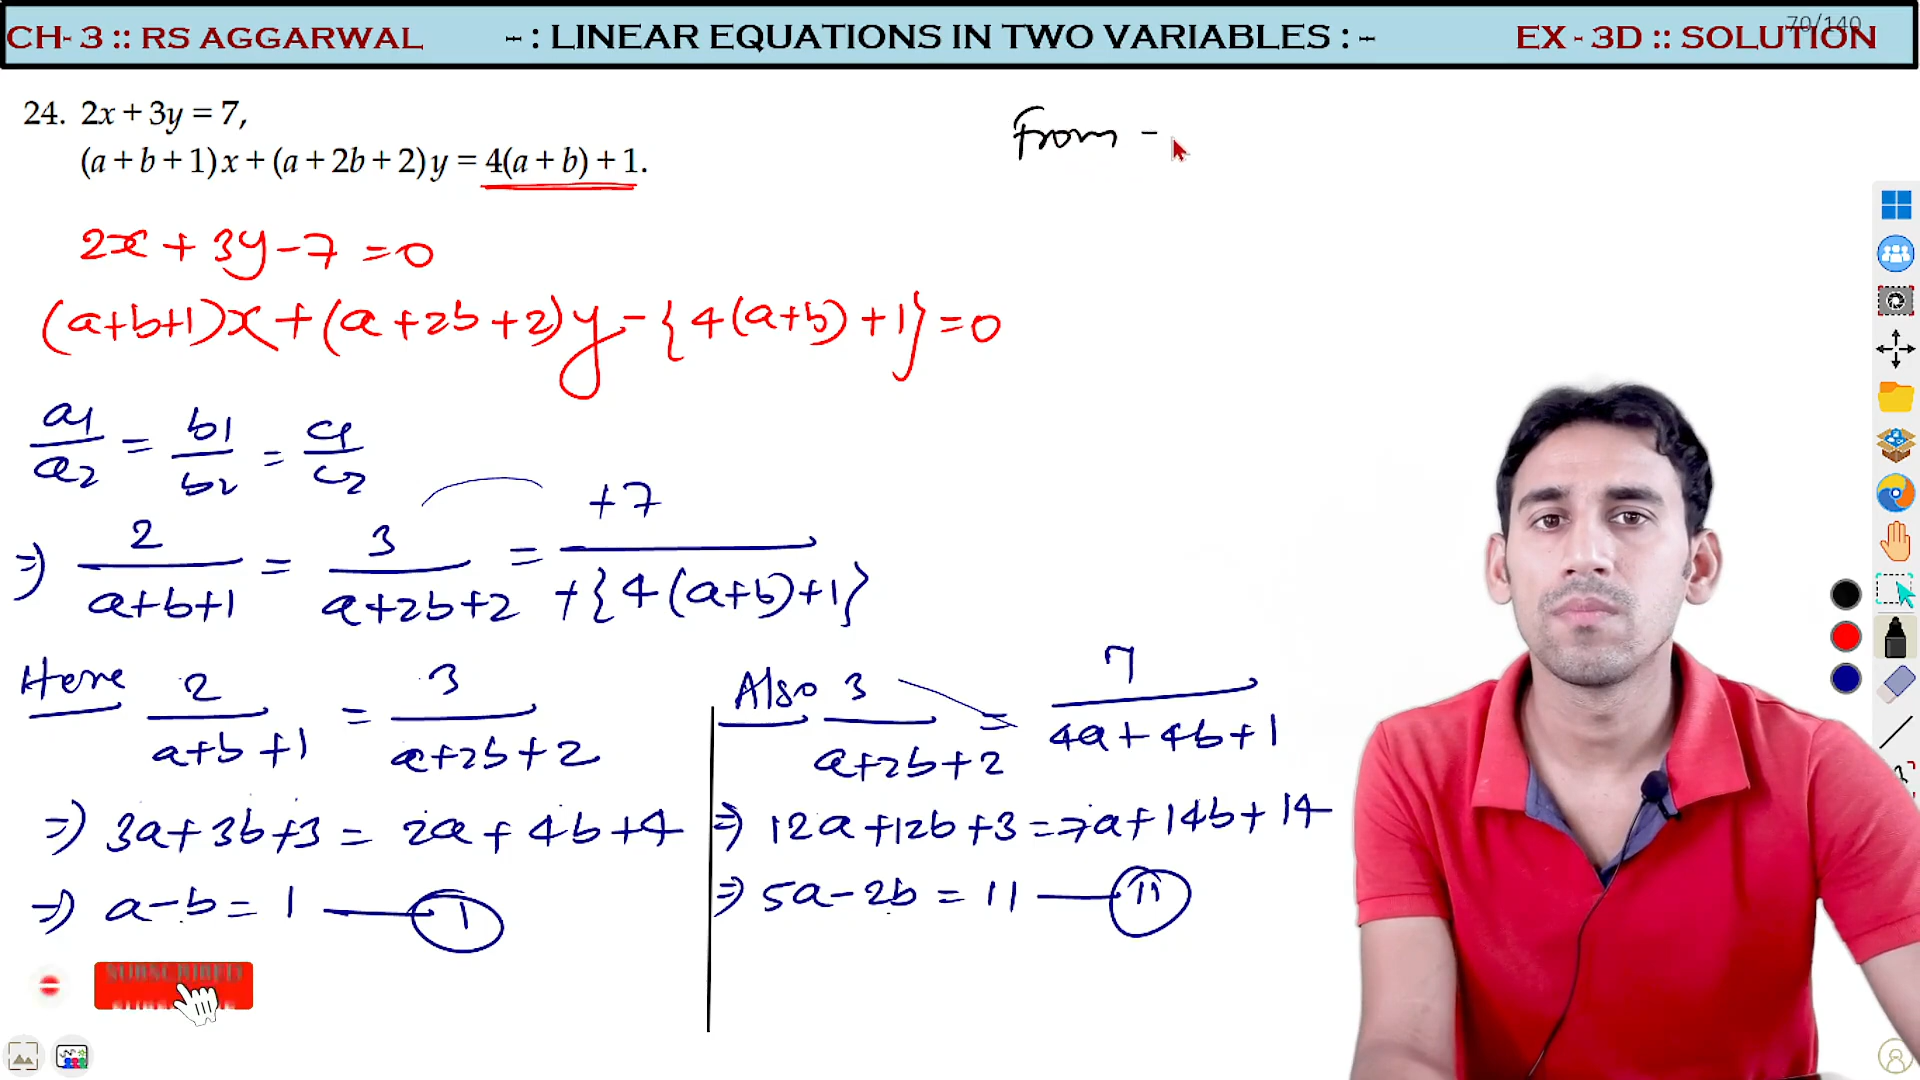 CH- 3 :: RS AGGARWAL
-- : LINEAR EQUATIONS IN TWO VARIABLES : --
EX - 3D :: SOLUTION
70/140
24. 2x + 3y = 7,
(a + b + 1) x + (a + 2b + 2) y = 4(a + b) + 1.
From -
2x + 3y - 7 = 0
(a+b+1)x + (a+2b+2)y - {4(a+b)+1} = 0
a1/a2 = b1/b2 = c1/c2
=) 2/(a+b+1) = 3/(a+2b+2) = +7/+{4(a+b)+1}
Here 2/(a+b+1) = 3/(a+2b+2)
=) 3a+3b+3 = 2a+4b+4
=) a-b = 1 — 1
Also 3/(a+2b+2) = 7/(4a+4b+1)
=) 12a+12b+3 = 7a+14b+14
=) 5a-2b = 11 — 11
SUBSCRIBED